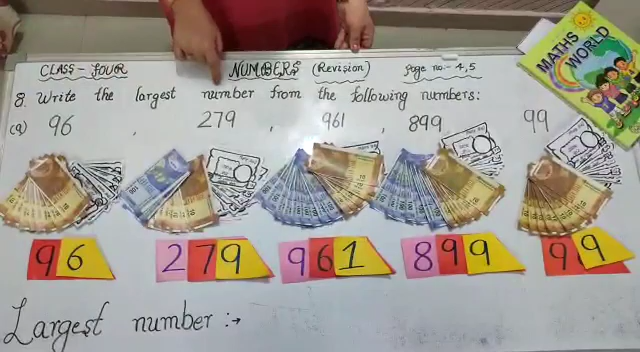 CLASS - FOUR NUMBERS (Revision) Page no:- 4,5
MATHS WORLD
8. Write the largest number from the following numbers:
(a) 96 , 279 , 961 , 899 99
96 279 961 899 99
Largest number :→